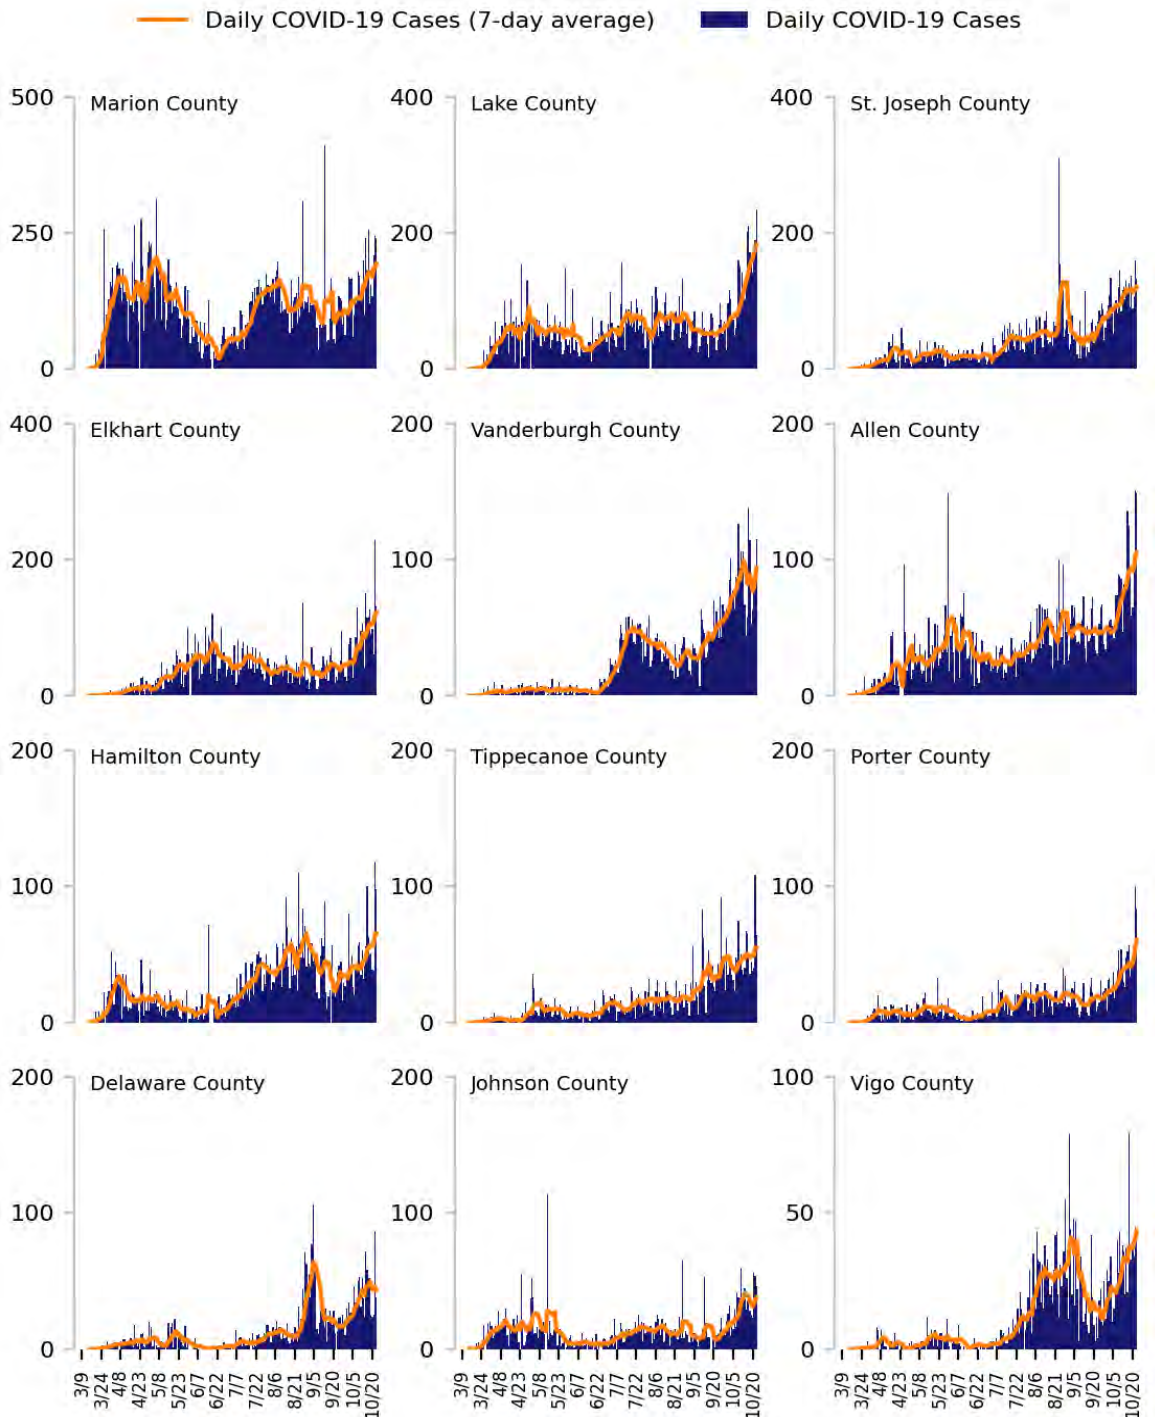 Daily COVID-19 Cases (7-day average) Daily COVID-19 Cases
500 Marion County 400 Lake County 400 St. Joseph County
250 200 200
0 0 0
400 Elkhart County 200 Vanderburgh County 200 Allen County
200 100 100
0 0 0
200 Hamilton County 200 Tippecanoe County 200 Porter County
100 100 100
0 0 0
200 Delaware County 200 Johnson County 100 Vigo County
100 100 50
0 0 0
3/9 3/24 4/8 4/23 5/8 5/23 6/7 6/22 7/7 7/22 8/6 8/21 9/5 9/20 10/5 10/20 3/9 3/24 4/8 4/23 5/8 5/23 6/7 6/22 7/7 7/22 8/6 8/21 9/5 9/20 10/5 10/20 3/9 3/24 4/8 4/23 5/8 5/23 6/7 6/22 7/7 7/22 8/6 8/21 9/5 9/20 10/5 10/20